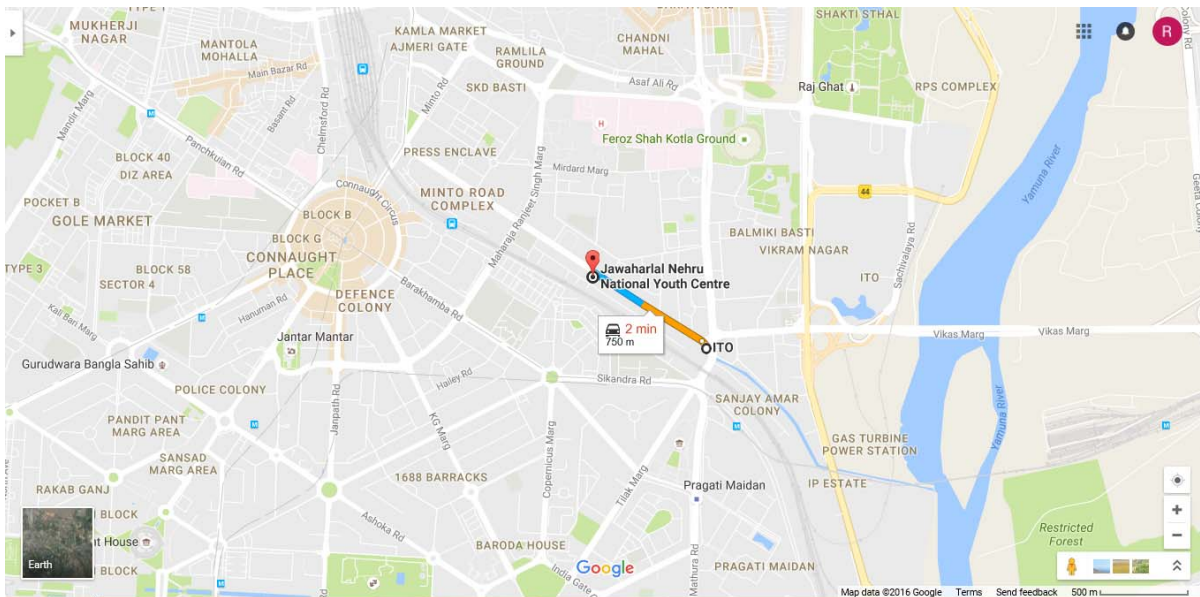 MUKHERJI
NAGAR
MANTOLA
MOHALLA
KAMLA MARKET
AJMERI GATE
RAMLILA
GROUND
CHANDNI
MAHAL
SHAKTI STHAL
Main Bazar Rd
Asaf Ali Rd
SKD BASTI
Raj Ghat
RPS COMPLEX
R
Mandir Marg
Basant Rd
Chelmsford Rd
Minto Rd
Panchkuian Rd
H
Feroz Shah Kotla Ground
BLOCK 40
DIZ AREA
PRESS ENCLAVE
Mirdard Marg
Connaught Circus
MINTO ROAD
COMPLEX
Maharaja Ranjeet Singh Marg
44
Yamuna River
POCKET B
GOLE MARKET
BLOCK B
BLOCK G
CONNAUGHT
PLACE
BALMIKI BASTI
VIKRAM NAGAR
Sachivalaya Rd
TYPE 3
BLOCK 58
SECTOR 4
Jawaharlal Nehru
National Youth Centre
ITO
DEFENCE
COLONY
Barakhamba Rd
Kali Bari Marg
Hanuman Rd
2 min
750 m
ITO
Vikas Marg
Vikas Marg
Jantar Mantar
Gurudwara Bangla Sahib
Hailey Rd
Sikandra Rd
POLICE COLONY
Janpath Rd
KG Marg
SANJAY AMAR
COLONY
Yamuna River
PANDIT PANT
MARG AREA
Copernicus Marg
GAS TURBINE
POWER STATION
SANSAD
MARG AREA
1688 BARRACKS
Tilak Marg
Pragati Maidan
IP ESTATE
RAKAB GANJ
BLOCK
Ashoka Rd
nt House
BARODA HOUSE
Mathura Rd
Restricted
Forest
Earth
BLOCK
Google
India Gate
PRAGATI MAIDAN
Map data ©2016 Google Terms Send feedback 500 m